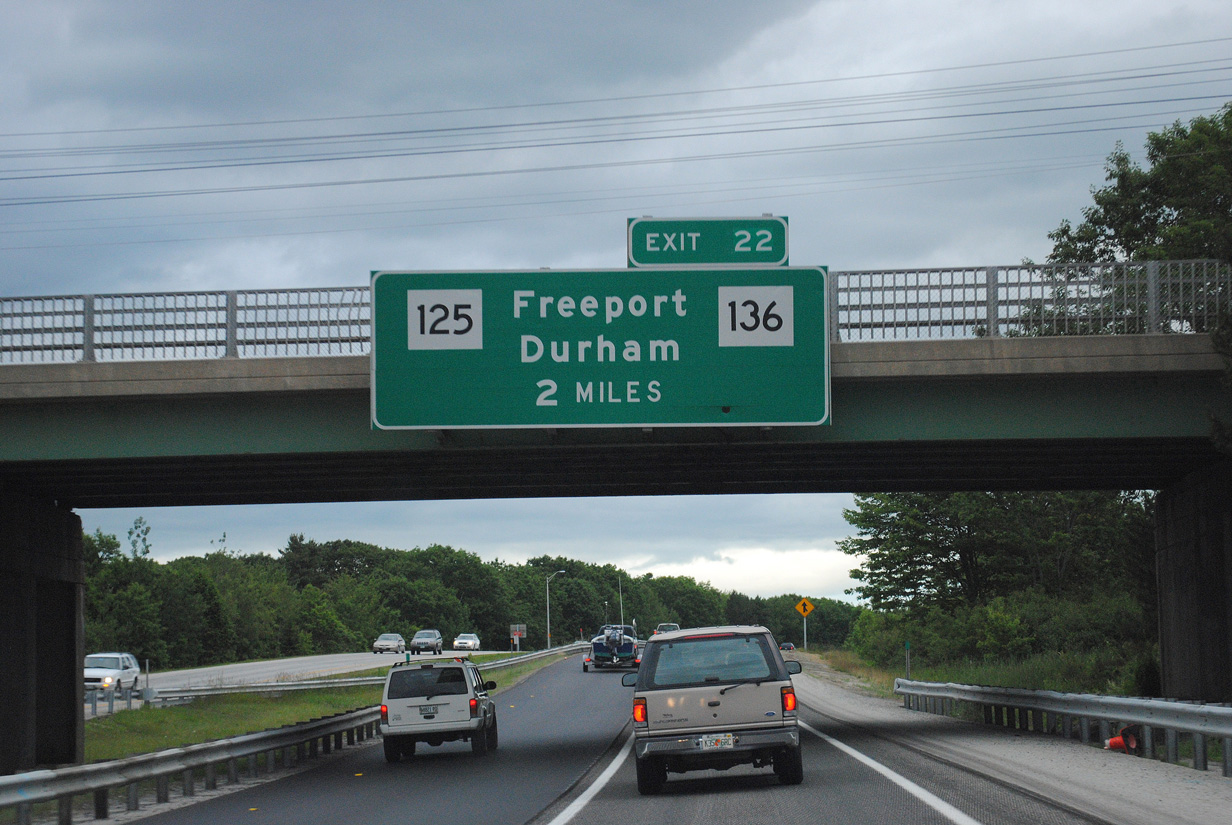 EXIT 22
125 Freeport 136
Durham
2 MILES